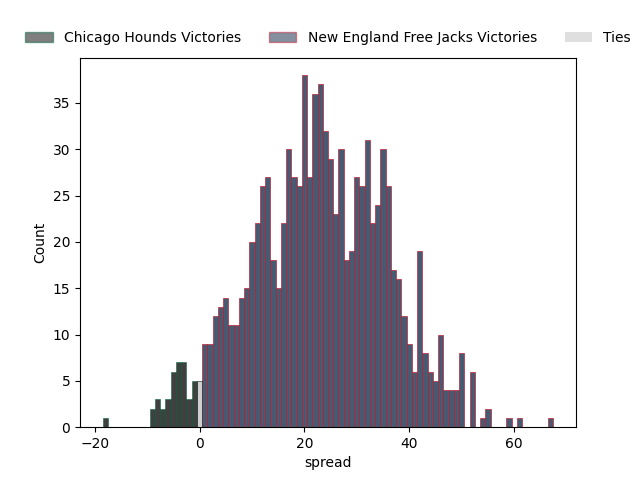 Chicago Hounds Victories New England Free Jacks Victories Ties
35
30
25
20
15
10
5
0
Count
−20 0 20 40 60
spread